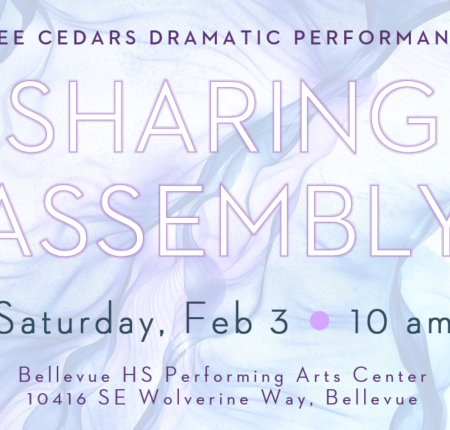 EE CEDARS DRAMATIC PERFORMAN
SHARING
ASSEMBLY
Saturday, Feb 3 • 10 am
Bellevue HS Performing Arts Center
10416 SE Wolverine Way, Bellevue